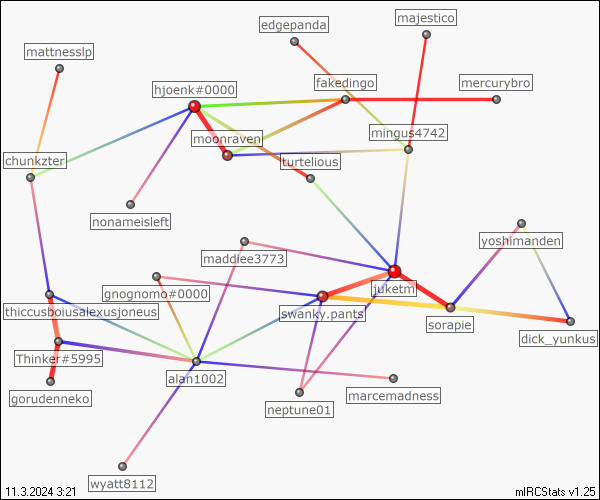 edgepanda
majestico
mattnesslp
hjoenk#0000
fakedingo
mercurybro
moonraven
mingus4742
chunkzter
turtelious
nonameisleft
maddiee3773
yoshimanden
gnognomo#0000
juketm
thiccusboiusalexusjoneus
swanky.pants
sorapie
dick_yunkus
Thinker#5995
alan1002
gorudenneko
marcemadness
neptune01
wyatt8112
11.3.2024 3:21
mIRCStats v1.25